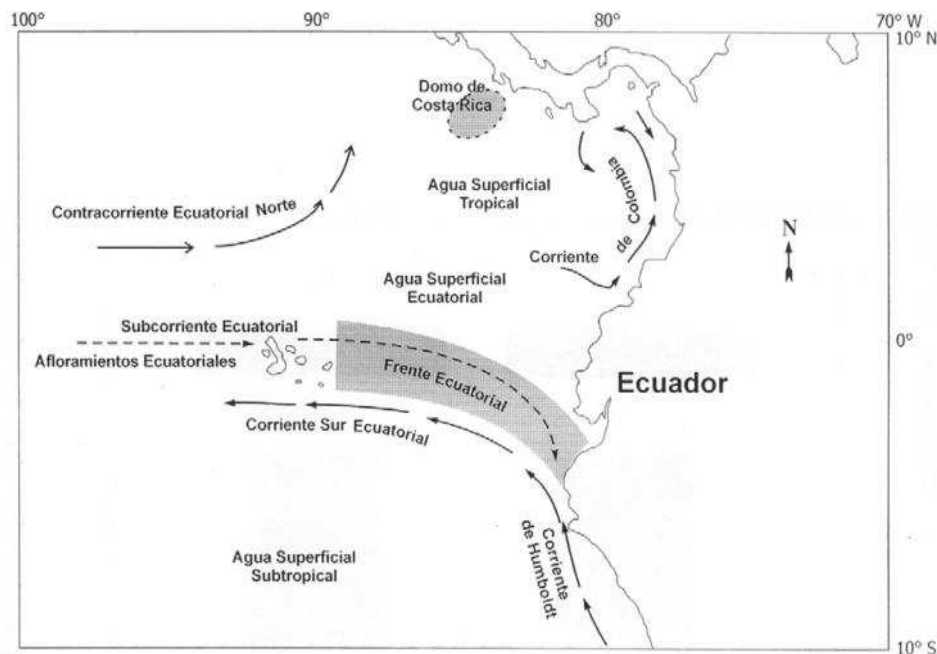 100°
90°
80°
70° W
10° N
Domo de
Costa Rica
Agua Superficial
Tropical
Contracorriente Ecuatorial Norte
Corriente de Colombia
N
Agua Superficial
Ecuatorial
Subcorriente Ecuatorial
0°
Afloramientos Ecuatoriales
Frente Ecuatorial
Ecuador
Corriente Sur Ecuatorial
Corriente
de Humboldt
Agua Superficial
Subtropical
10° S